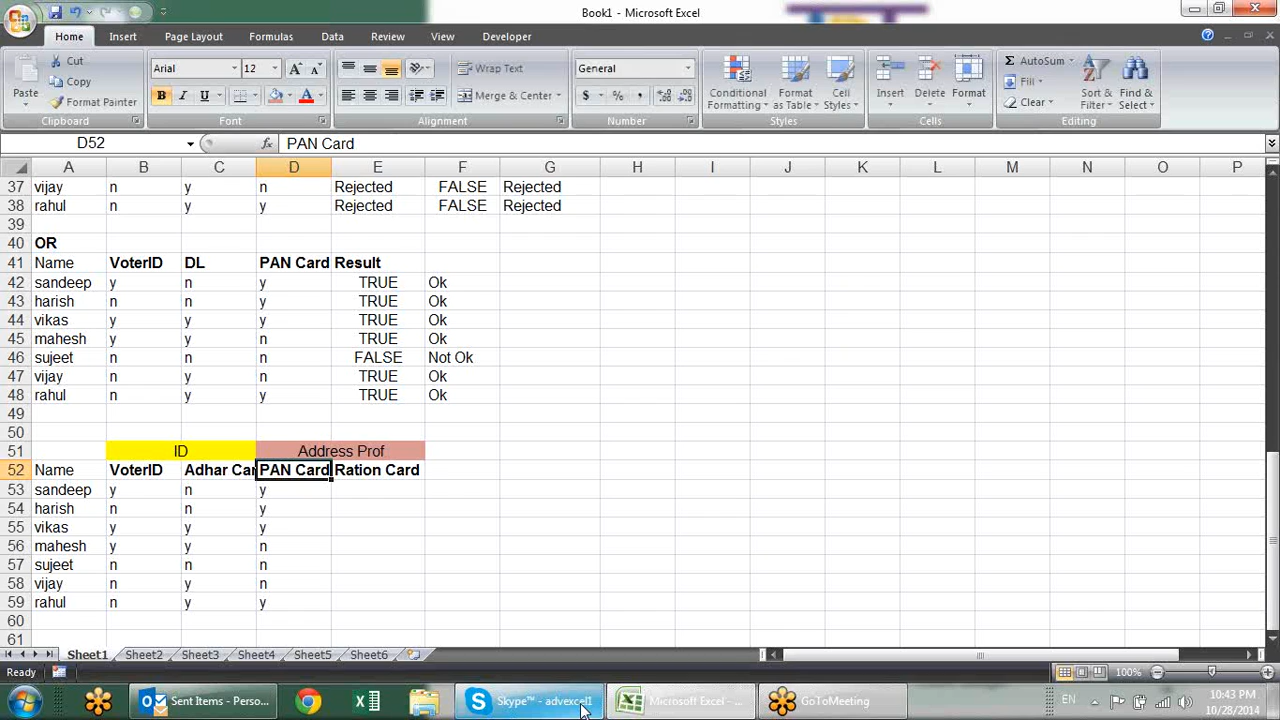 Book1 - Microsoft Excel
Home Insert Page Layout Formulas Data Review View Developer
Cut
Copy
Format Painter
Paste
Clipboard
Arial 12
B I U
Font
Wrap Text
Merge & Center
Alignment
General
$ % ,
Number
Conditional Formatting
Format as Table
Cell Styles
Styles
Insert Delete Format
Cells
Σ AutoSum
Fill
Clear
Sort & Filter
Find & Select
Editing
D52 fx PAN Card
A B C D E F G H I J K L M N O P
37 vijay n y n Rejected FALSE Rejected
38 rahul n y y Rejected FALSE Rejected
39
40 OR
41 Name VoterID DL PAN Card Result
42 sandeep y n y TRUE Ok
43 harish n n y TRUE Ok
44 vikas y y y TRUE Ok
45 mahesh y y n TRUE Ok
46 sujeet n n n FALSE Not Ok
47 vijay n y n TRUE Ok
48 rahul n y y TRUE Ok
49
50
51 ID Address Prof
52 Name VoterID Adhar Car PAN Card Ration Card
53 sandeep y n y
54 harish n n y
55 vikas y y y
56 mahesh y y n
57 sujeet n n n
58 vijay n y n
59 rahul n y y
60
61
Sheet1 Sheet2 Sheet3 Sheet4 Sheet5 Sheet6
Ready 100%
Sent Items - Perso... Skype™ - advexcel1 Microsoft Excel - ... GoToMeeting EN 10:43 PM
10/28/2014